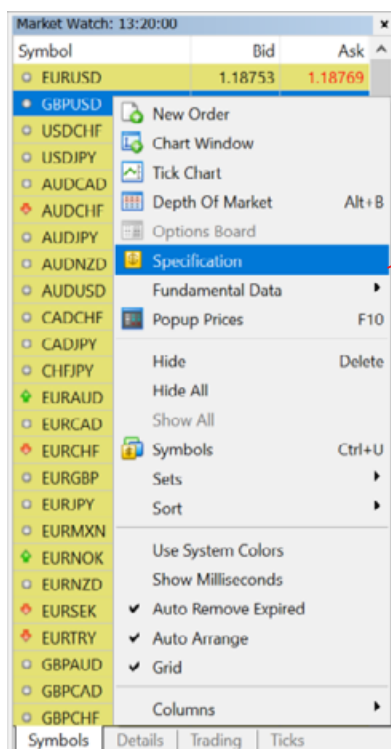 Market Watch: 13:20:00
Symbol Bid Ask
EURUSD 1.18753 1.18769
GBPUSD
New Order
USDCHF
Chart Window
USDJPY
Tick Chart
AUDCAD
Depth Of Market Alt+B
AUDCHF
Options Board
AUDJPY
AUDNZD
Specification
AUDUSD
Fundamental Data
CADCHF
Popup Prices F10
CADJPY
CHFJPY
Hide Delete
EURAUD
Hide All
EURCAD
Show All
EURCHF
Symbols Ctrl+U
EURGBP
Sets
EURJPY
Sort
EURMXN
EURNOK
Use System Colors
EURNZD
Show Milliseconds
EURSEK
Auto Remove Expired
EURTRY
Auto Arrange
GBPAUD
Grid
GBPCAD
GBPCHF
Columns
Symbols Details Trading Ticks